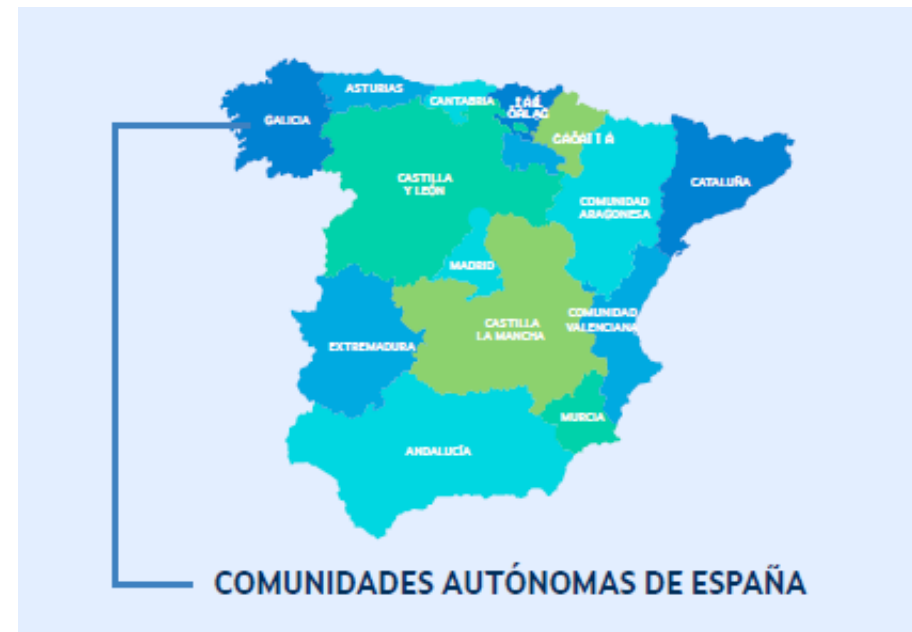 ASTURIAS
CANTABRIA
GALICIA
CATALUÑA
CASTILLA
Y LEÓN
COMUNIDAD
ARAGONESA
MADRID
COMUNIDAD
VALENCIANA
CASTILLA
LA MANCHA
EXTREMADURA
MURCIA
ANDALUCÍA
COMUNIDADES AUTÓNOMAS DE ESPAÑA